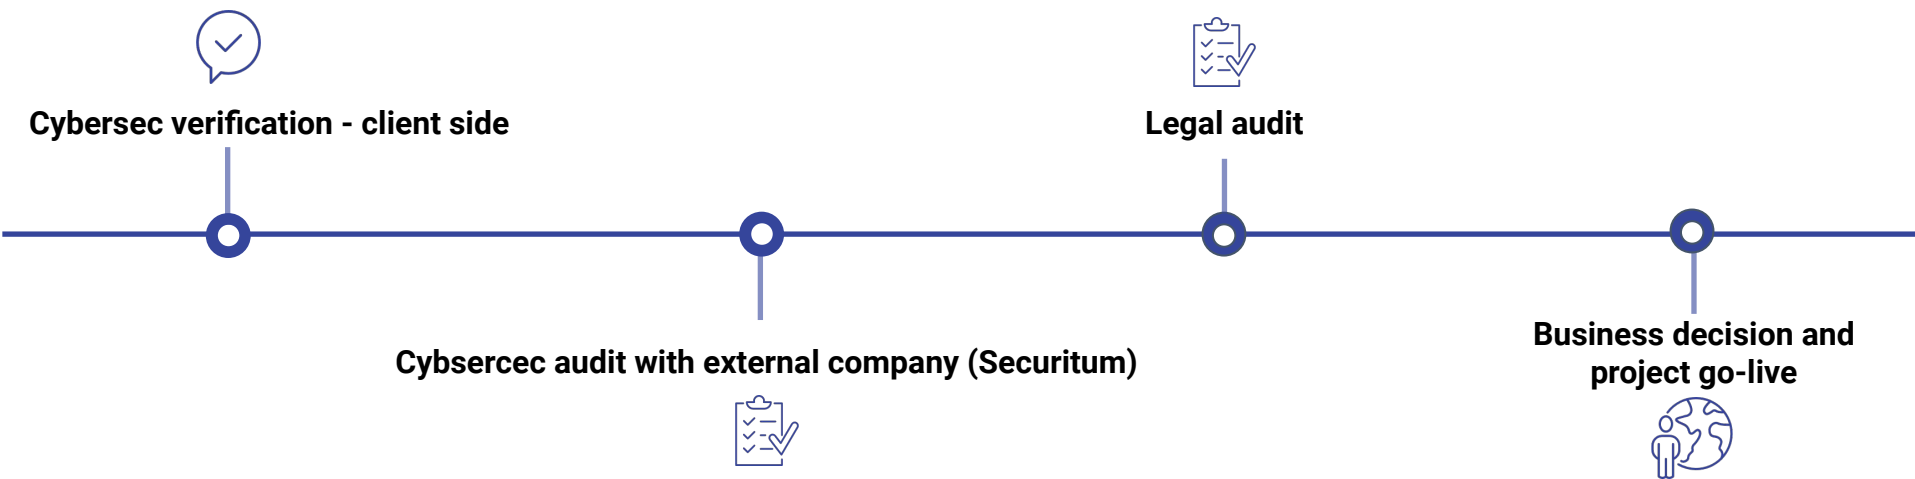 Cybersec verification - client side
Legal audit
Cybsercec audit with external company (Securitum)
Business decision and
project go-live